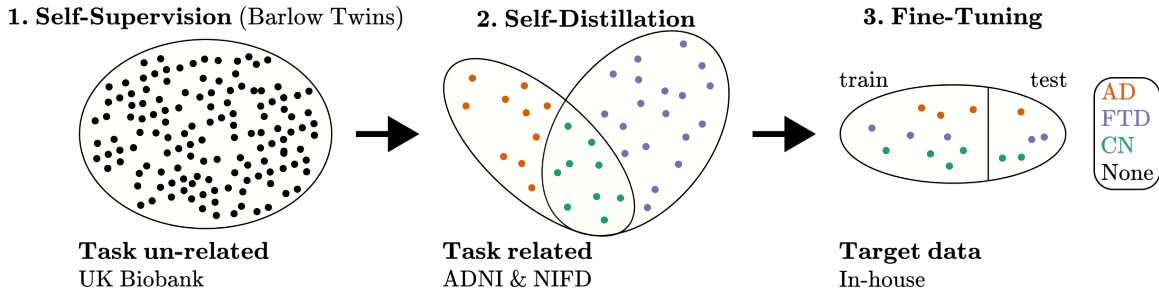 1. Self-Supervision (Barlow Twins)
2. Self-Distillation
3. Fine-Tuning
train
test
AD
FTD
CN
None
Task un-related
UK Biobank
Task related
ADNI & NIFD
Target data
In-house